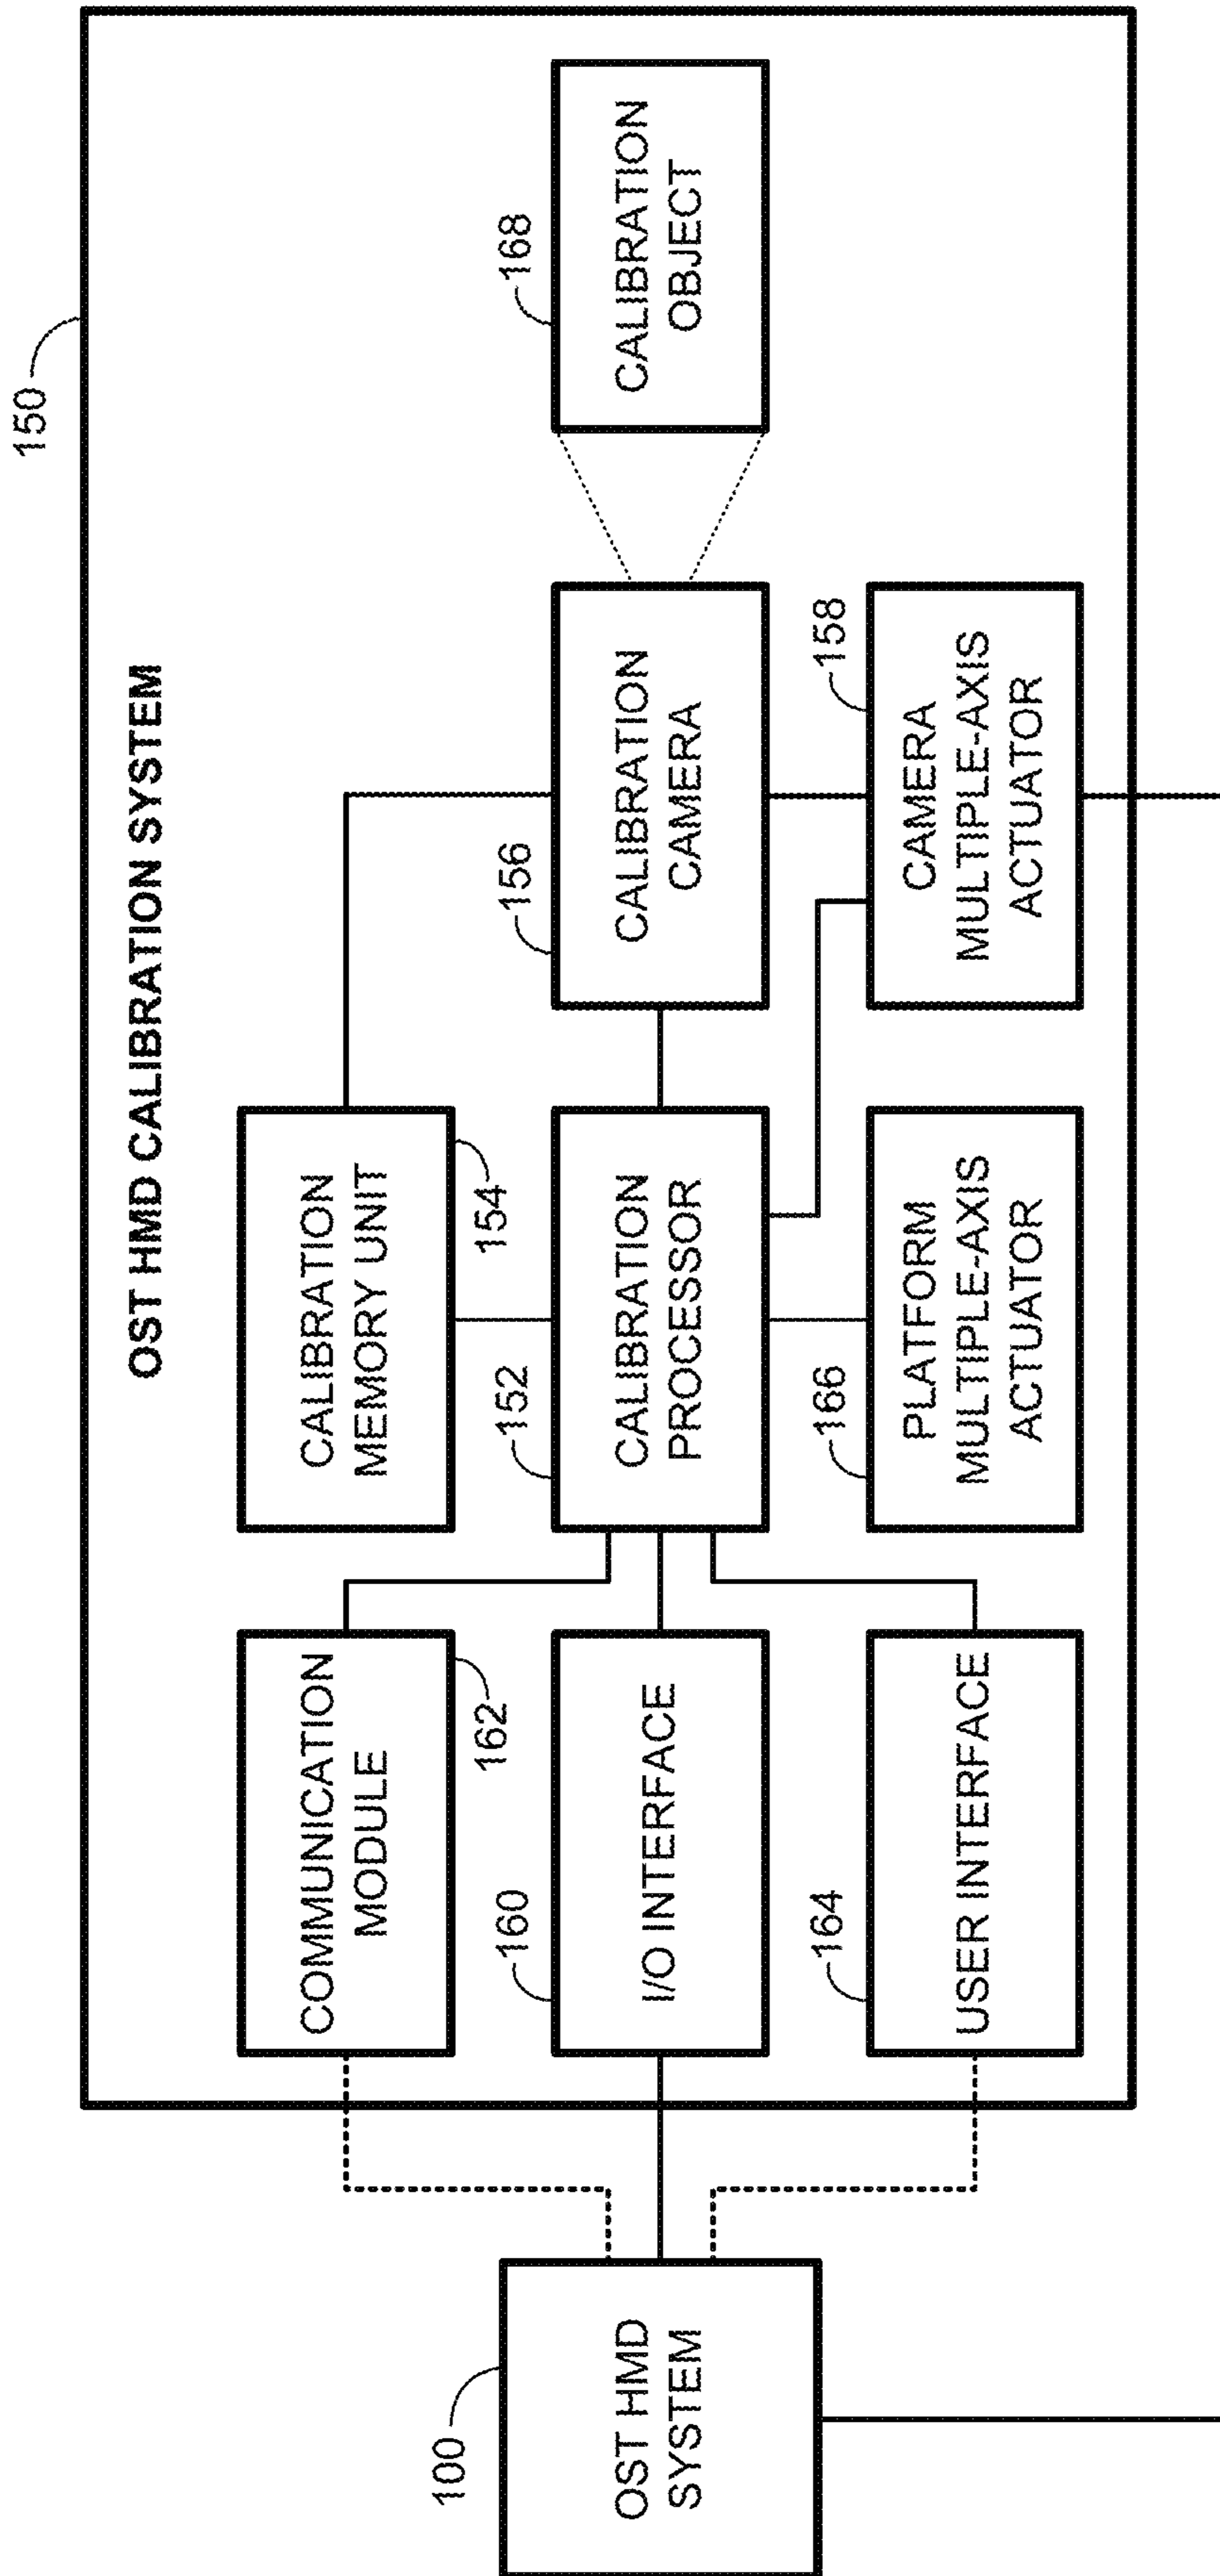 150
OST HMD CALIBRATION SYSTEM
100
OST HMD
SYSTEM
COMMUNICATION
MODULE
162
CALIBRATION
MEMORY UNIT
154
160
I/O INTERFACE
152
CALIBRATION
PROCESSOR
156
CALIBRATION
CAMERA
168
CALIBRATION
OBJECT
164
USER INTERFACE
166
PLATFORM
MULTIPLE-AXIS
ACTUATOR
158
CAMERA
MULTIPLE-AXIS
ACTUATOR